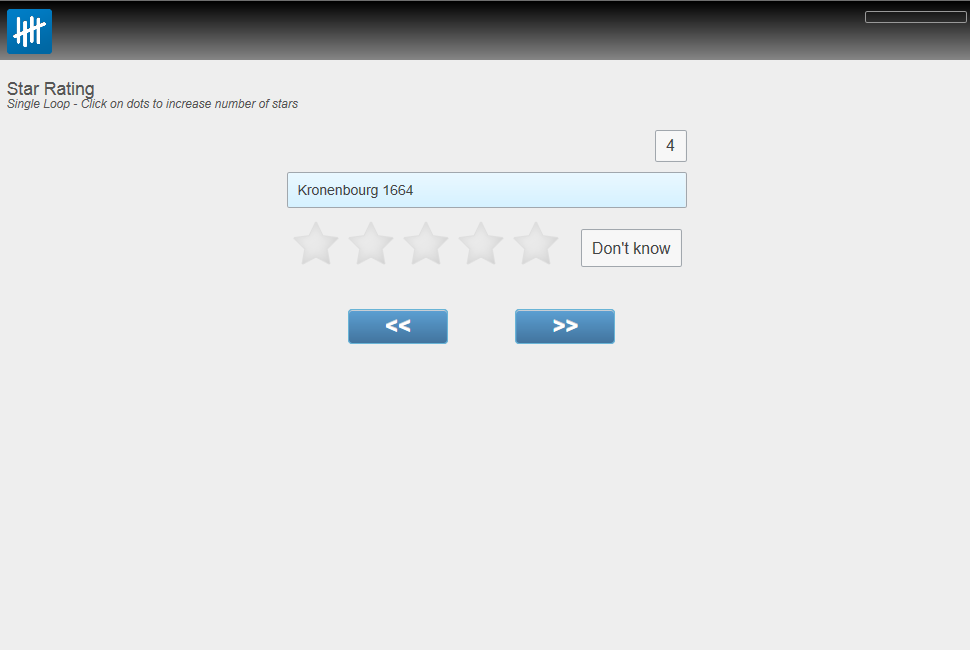 Star Rating
Single Loop - Click on dots to increase number of stars
4
Kronenbourg 1664
Don't know
<< >>